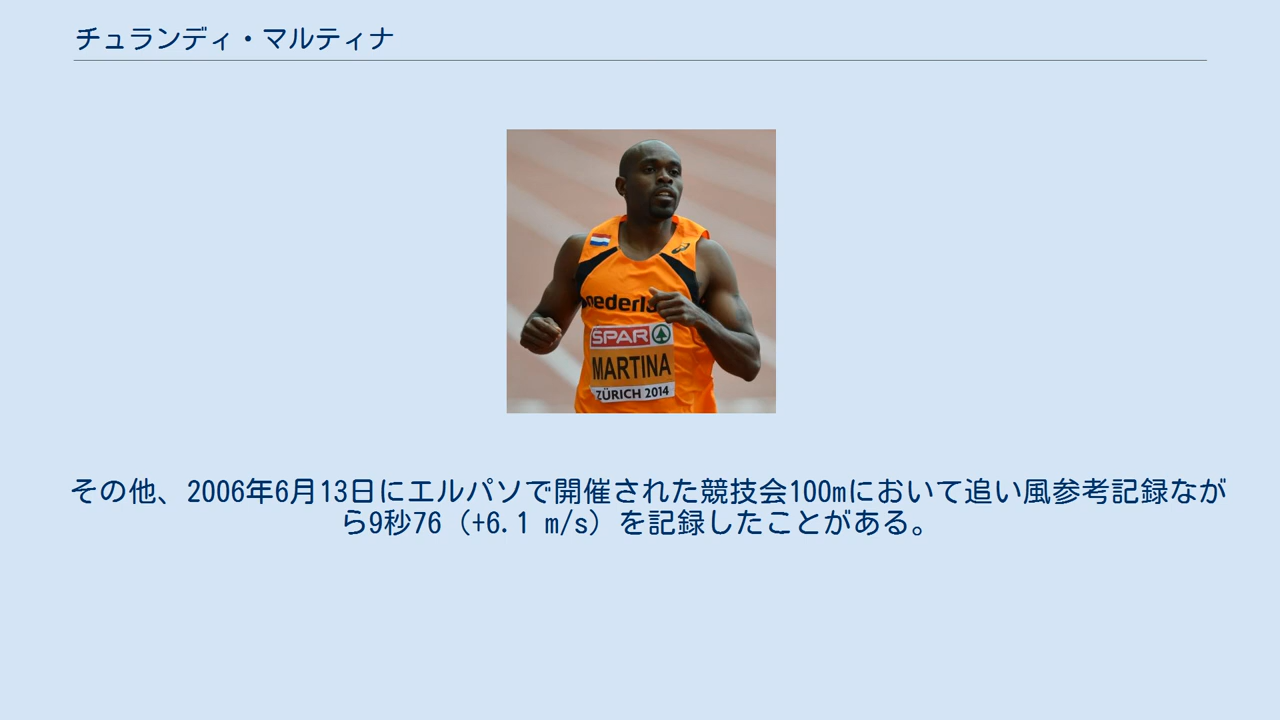 チュランディ・マルティナ
nederla
SPAR
MARTINA
ZÜRICH 2014
その他、2006年6月13日にエルパソで開催された競技会100mにおいて追い風参考記録なが
ら9秒76（+6.1 m/s）を記録したことがある。